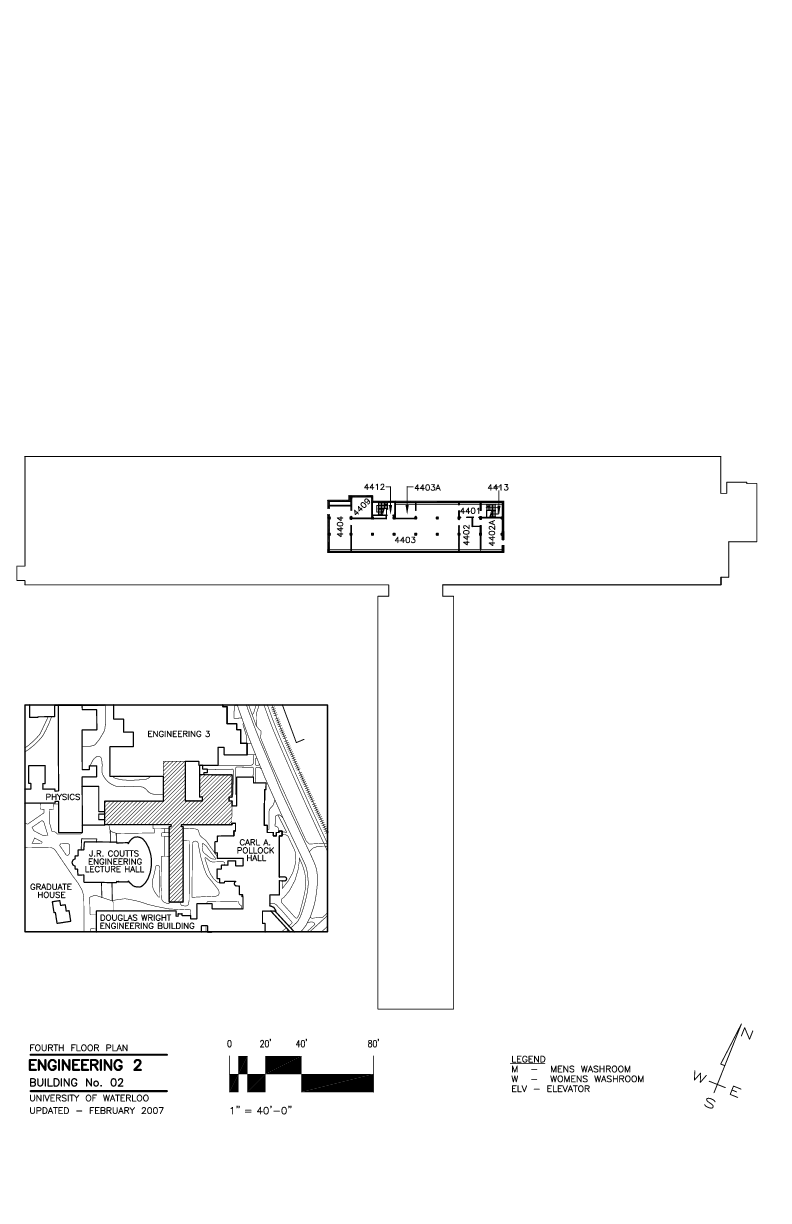 4412
4403A
4413
4409
4404
4403
4401
4402
4402A
ENGINEERING 3
PHYSICS
CARL A.
POLLOCK
HALL
J.R. COUTTS
ENGINEERING
LECTURE HALL
GRADUATE
HOUSE
DOUGLAS WRIGHT
ENGINEERING BUILDING
FOURTH FLOOR PLAN
ENGINEERING 2
BUILDING No. 02
UNIVERSITY OF WATERLOO
UPDATED – FEBRUARY 2007
0 20' 40' 80'
1" = 40'-0"
LEGEND
M – MENS WASHROOM
W – WOMENS WASHROOM
ELV – ELEVATOR
N
W
E
S